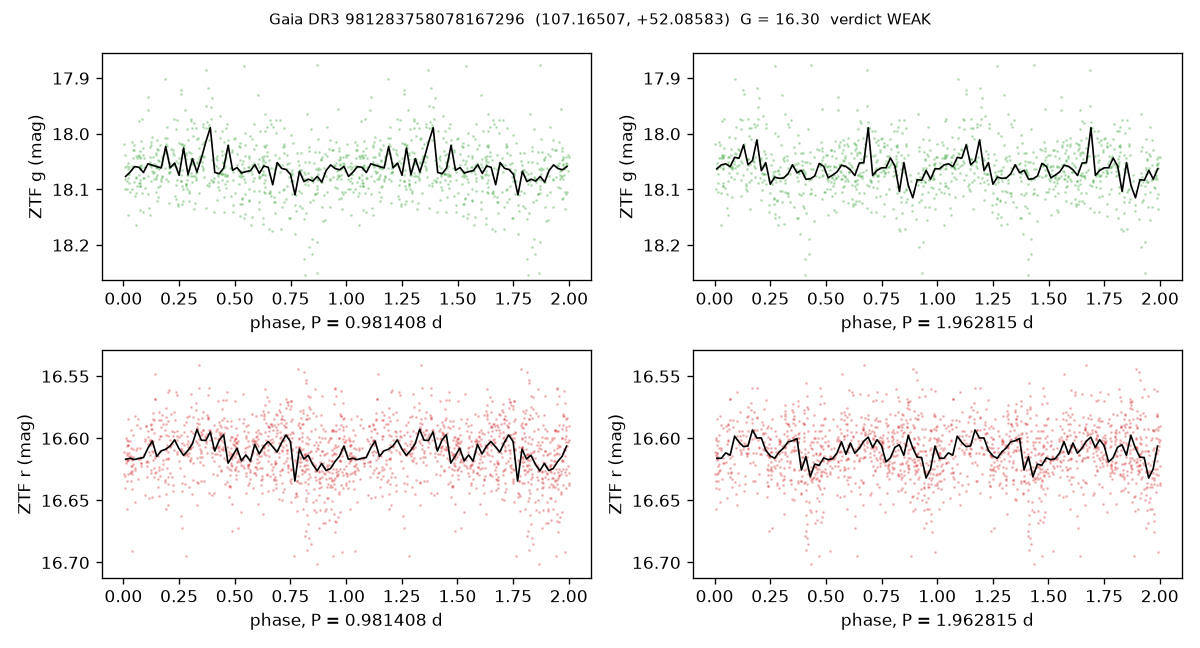 Gaia DR3 981283758078167296  (107.16507, +52.08583)  G = 16.30  verdict WEAK
ZTF g (mag)
17.9
18.0
18.1
18.2
0.00 0.25 0.50 0.75 1.00 1.25 1.50 1.75 2.00
phase, P = 0.981408 d
ZTF g (mag)
17.9
18.0
18.1
18.2
0.00 0.25 0.50 0.75 1.00 1.25 1.50 1.75 2.00
phase, P = 1.962815 d
ZTF r (mag)
16.55
16.60
16.65
16.70
0.00 0.25 0.50 0.75 1.00 1.25 1.50 1.75 2.00
phase, P = 0.981408 d
ZTF r (mag)
16.55
16.60
16.65
16.70
0.00 0.25 0.50 0.75 1.00 1.25 1.50 1.75 2.00
phase, P = 1.962815 d